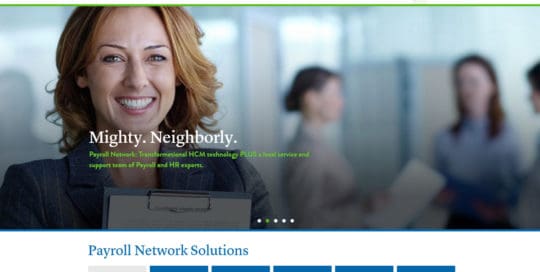 Mighty. Neighborly.
Payroll Network: Transformational HCM technology PLUS a local service and
support team of Payroll and HR experts.
Payroll Network Solutions